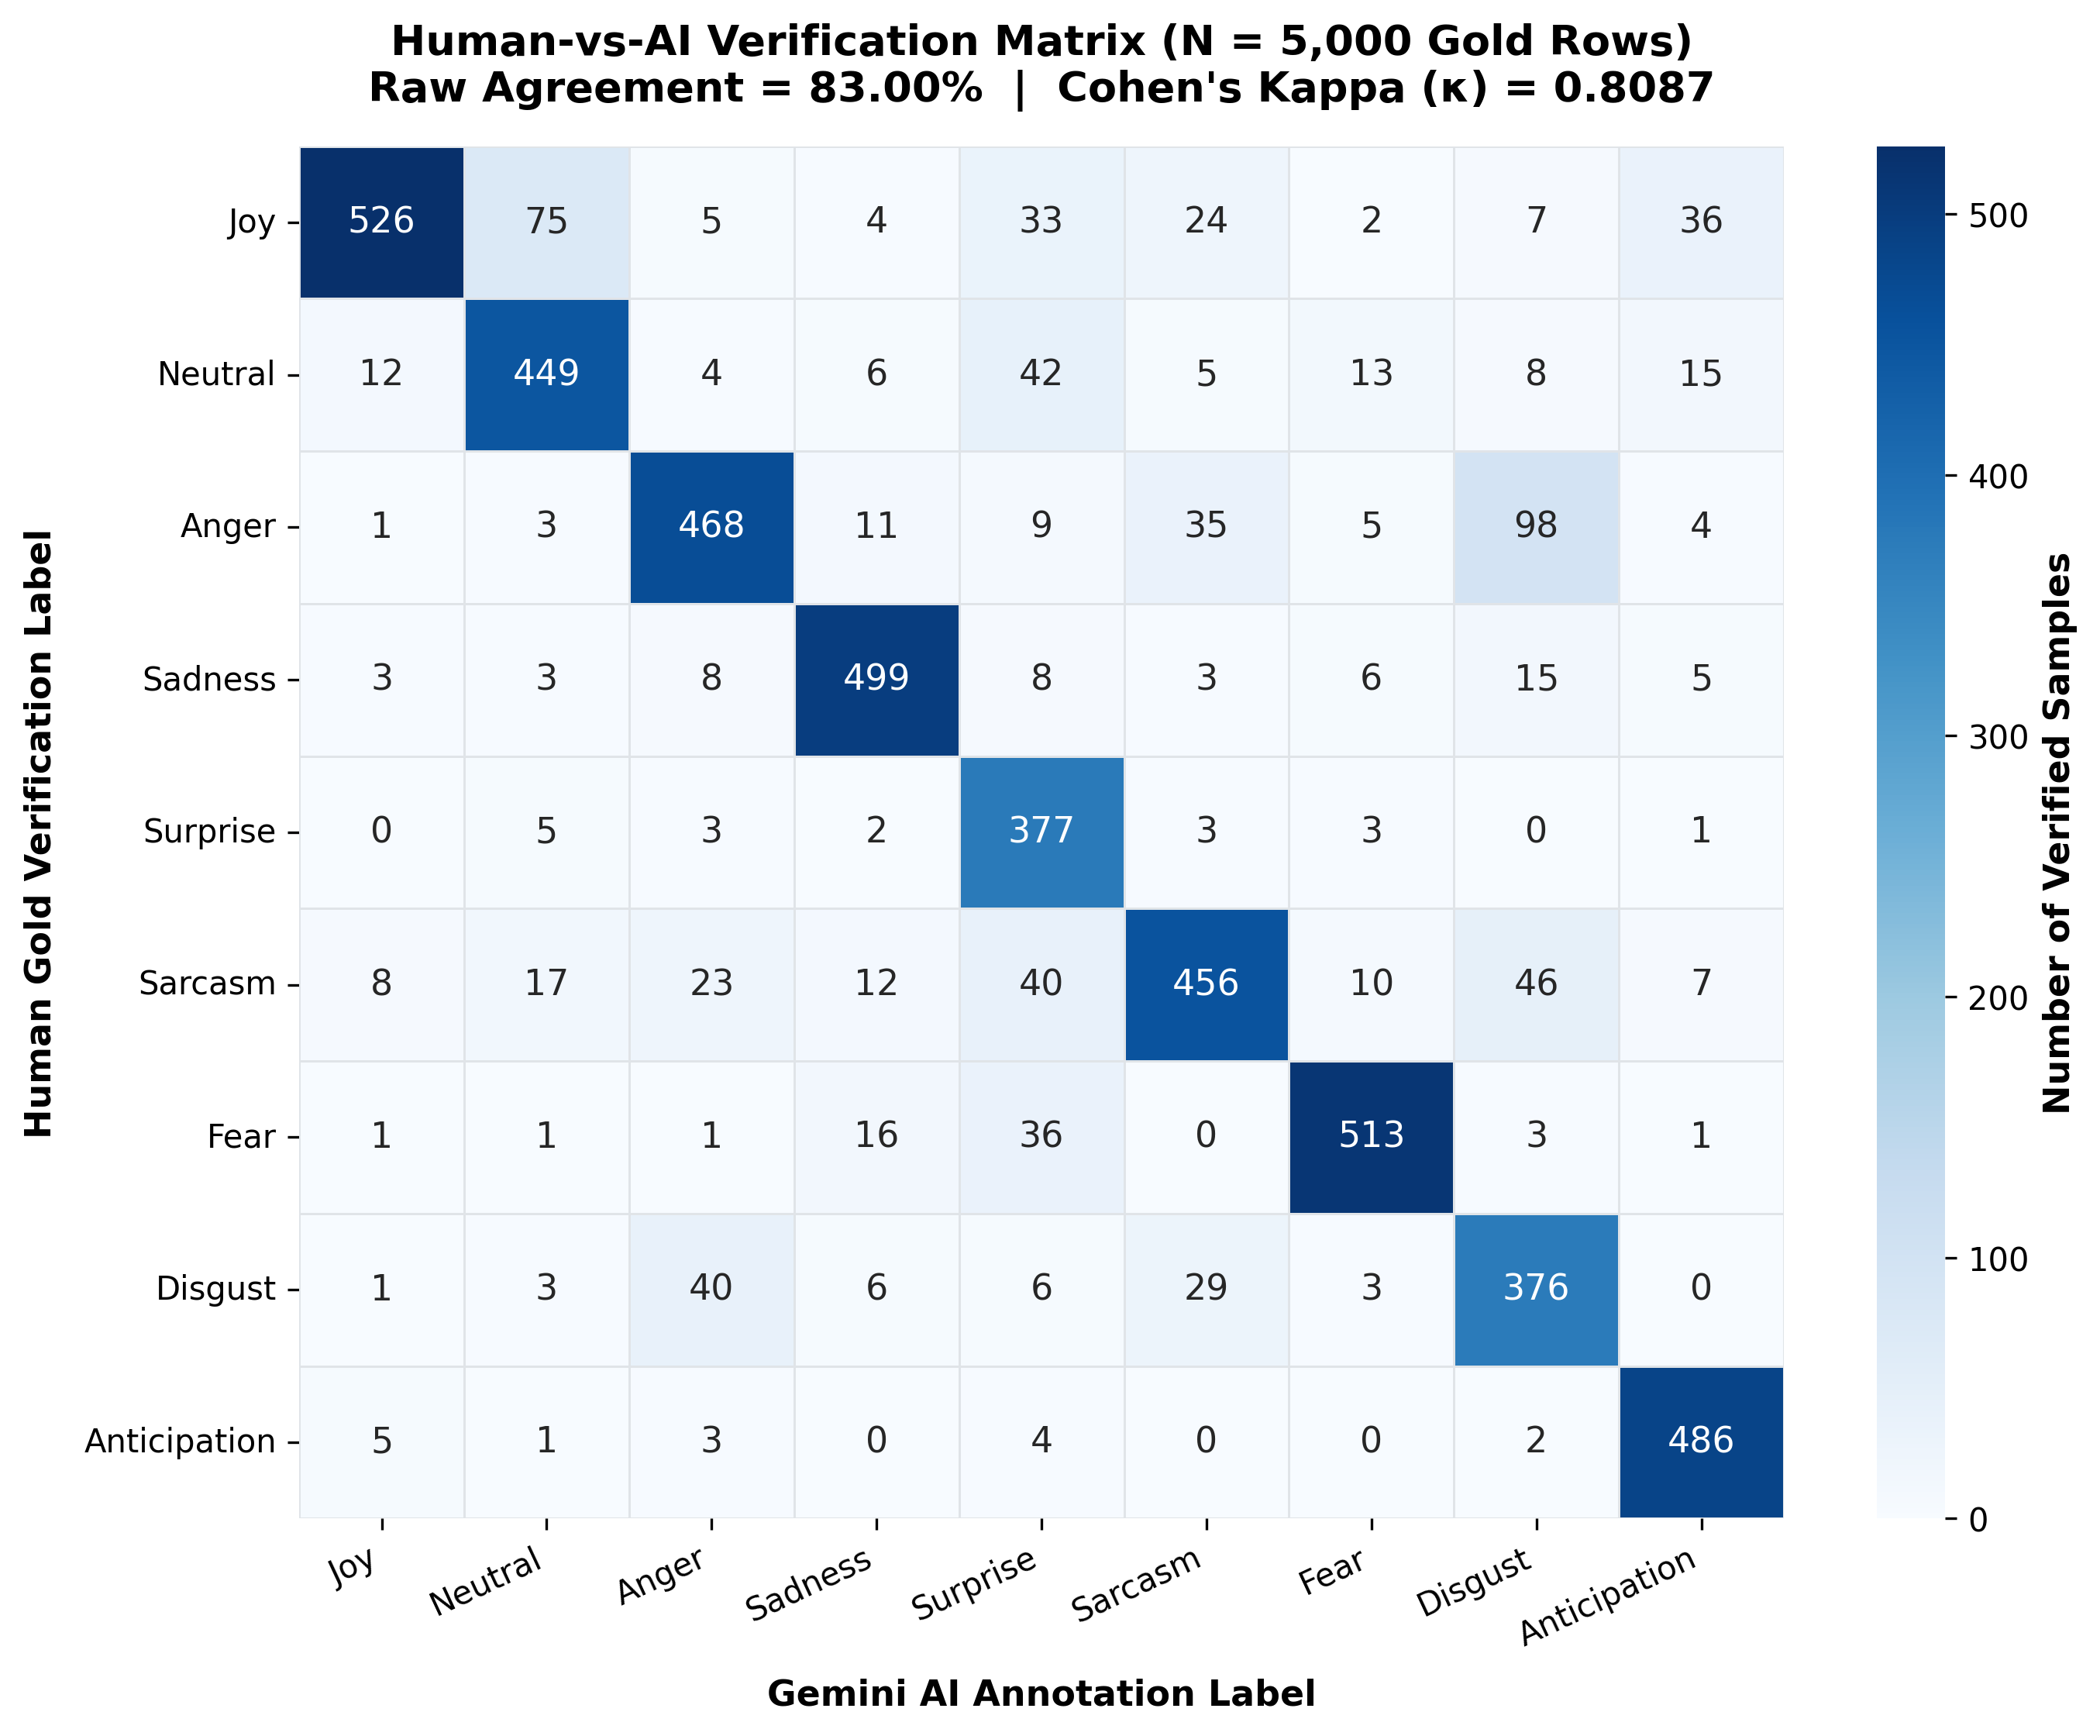 Human-vs-AI Verification Matrix (N = 5,000 Gold Rows)
Raw Agreement = 83.00% | Cohen's Kappa (κ) = 0.8087
Human Gold Verification Label
Joy 526 75 5 4 33 24 2 7 36
Neutral 12 449 4 6 42 5 13 8 15
Anger 1 3 468 11 9 35 5 98 4
Sadness 3 3 8 499 8 3 6 15 5
Surprise 0 5 3 2 377 3 3 0 1
Sarcasm 8 17 23 12 40 456 10 46 7
Fear 1 1 1 16 36 0 513 3 1
Disgust 1 3 40 6 6 29 3 376 0
Anticipation 5 1 3 0 4 0 0 2 486
Joy Neutral Anger Sadness Surprise Sarcasm Fear Disgust Anticipation
Gemini AI Annotation Label
500
400
300
200
100
0
Number of Verified Samples